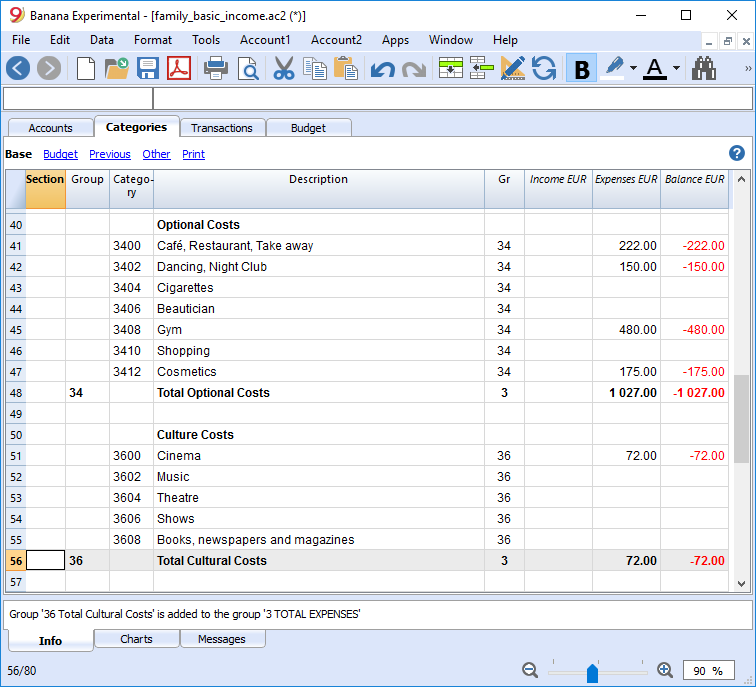 Banana Experimental - [family_basic_income.ac2 (*)]
File Edit Data Format Tools Account1 Account2 Apps Window Help
B A »
Accounts Categories Transactions Budget
Base Budget Previous Other Print ?
Section Group Catego- Description Gr Income EUR Expenses EUR Balance EUR
ry
40 Optional Costs
41 3400 Café, Restaurant, Take away 34 222.00 -222.00
42 3402 Dancing, Night Club 34 150.00 -150.00
43 3404 Cigarettes 34
44 3406 Beautician 34
45 3408 Gym 34 480.00 -480.00
46 3410 Shopping 34
47 3412 Cosmetics 34 175.00 -175.00
48 34 Total Optional Costs 3 1 027.00 -1 027.00
49
50 Culture Costs
51 3600 Cinema 36 72.00 -72.00
52 3602 Music 36
53 3604 Theatre 36
54 3606 Shows 36
55 3608 Books, newspapers and magazines 36
56 36 Total Cultural Costs 3 72.00 -72.00
57
Group '36 Total Cultural Costs' is added to the group '3 TOTAL EXPENSES'
Info Charts Messages
56/80 90 %